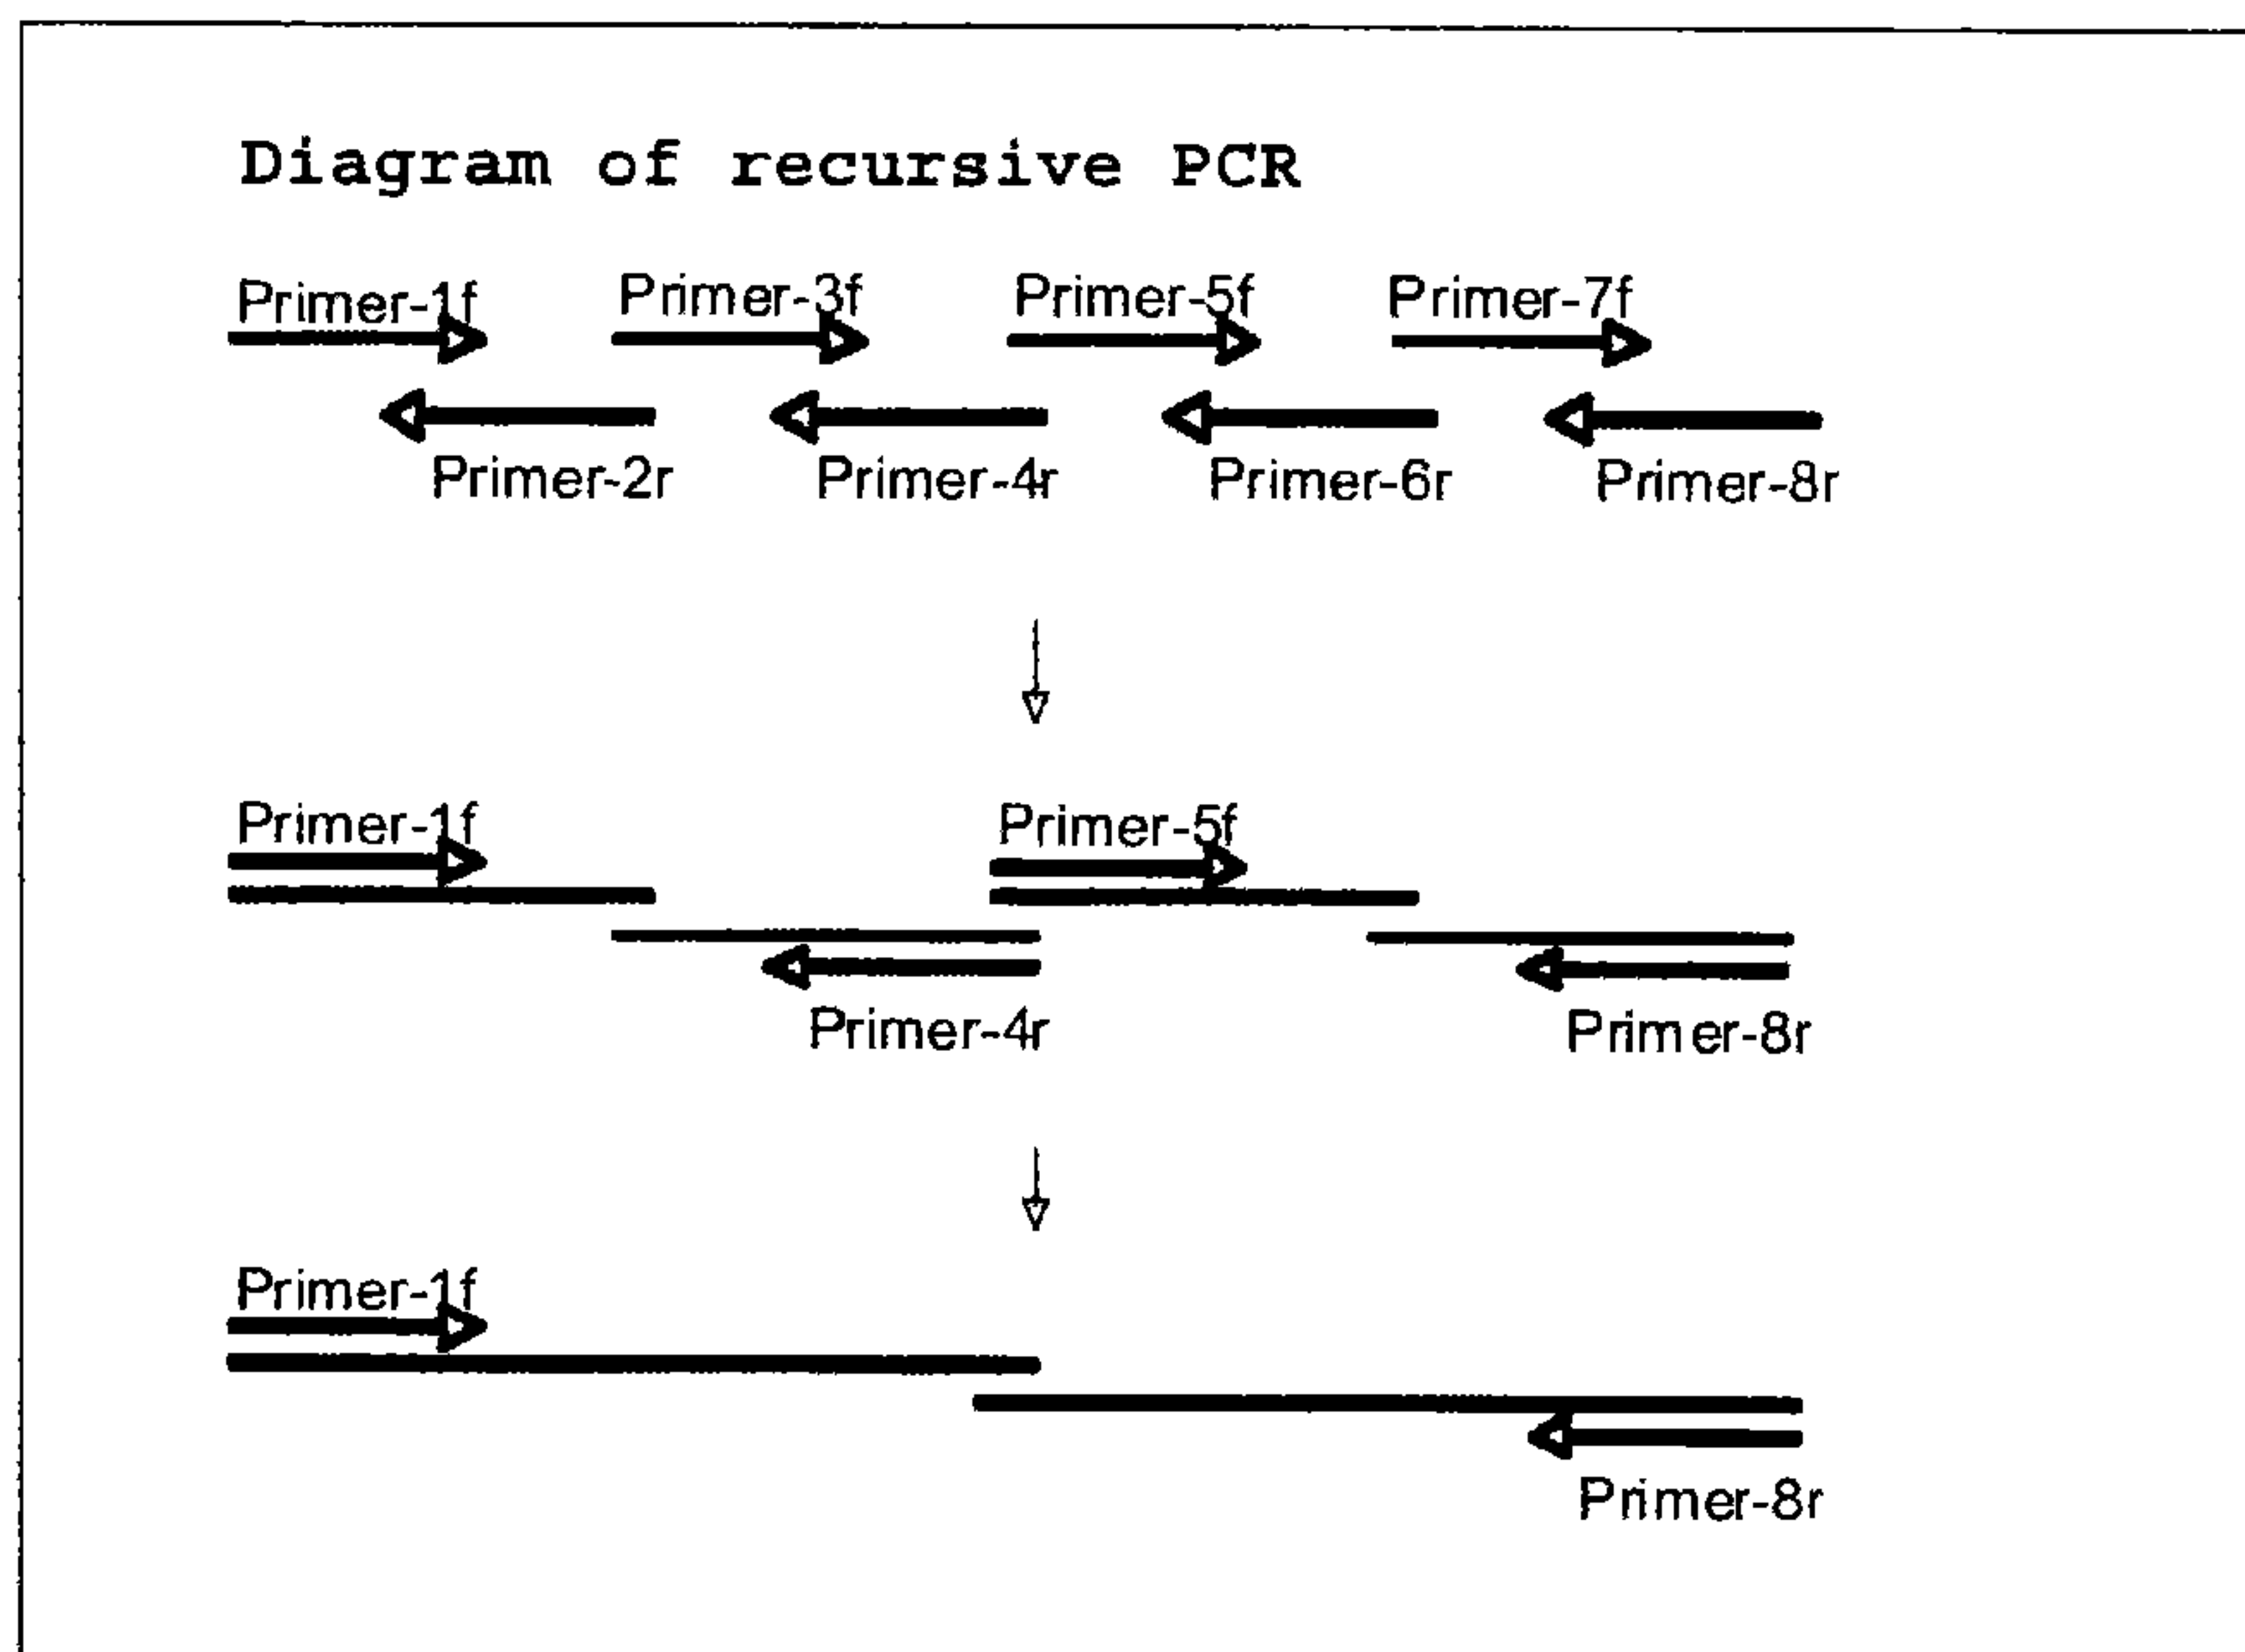 Diagram of recursive PCR
Primer-1f Primer-3f Primer-5f Primer-7f
Primer-2r Primer-4r Primer-6r Primer-8r
Primer-1f Primer-5f
Primer-4r Primer-8r
Primer-1f
Primer-8r